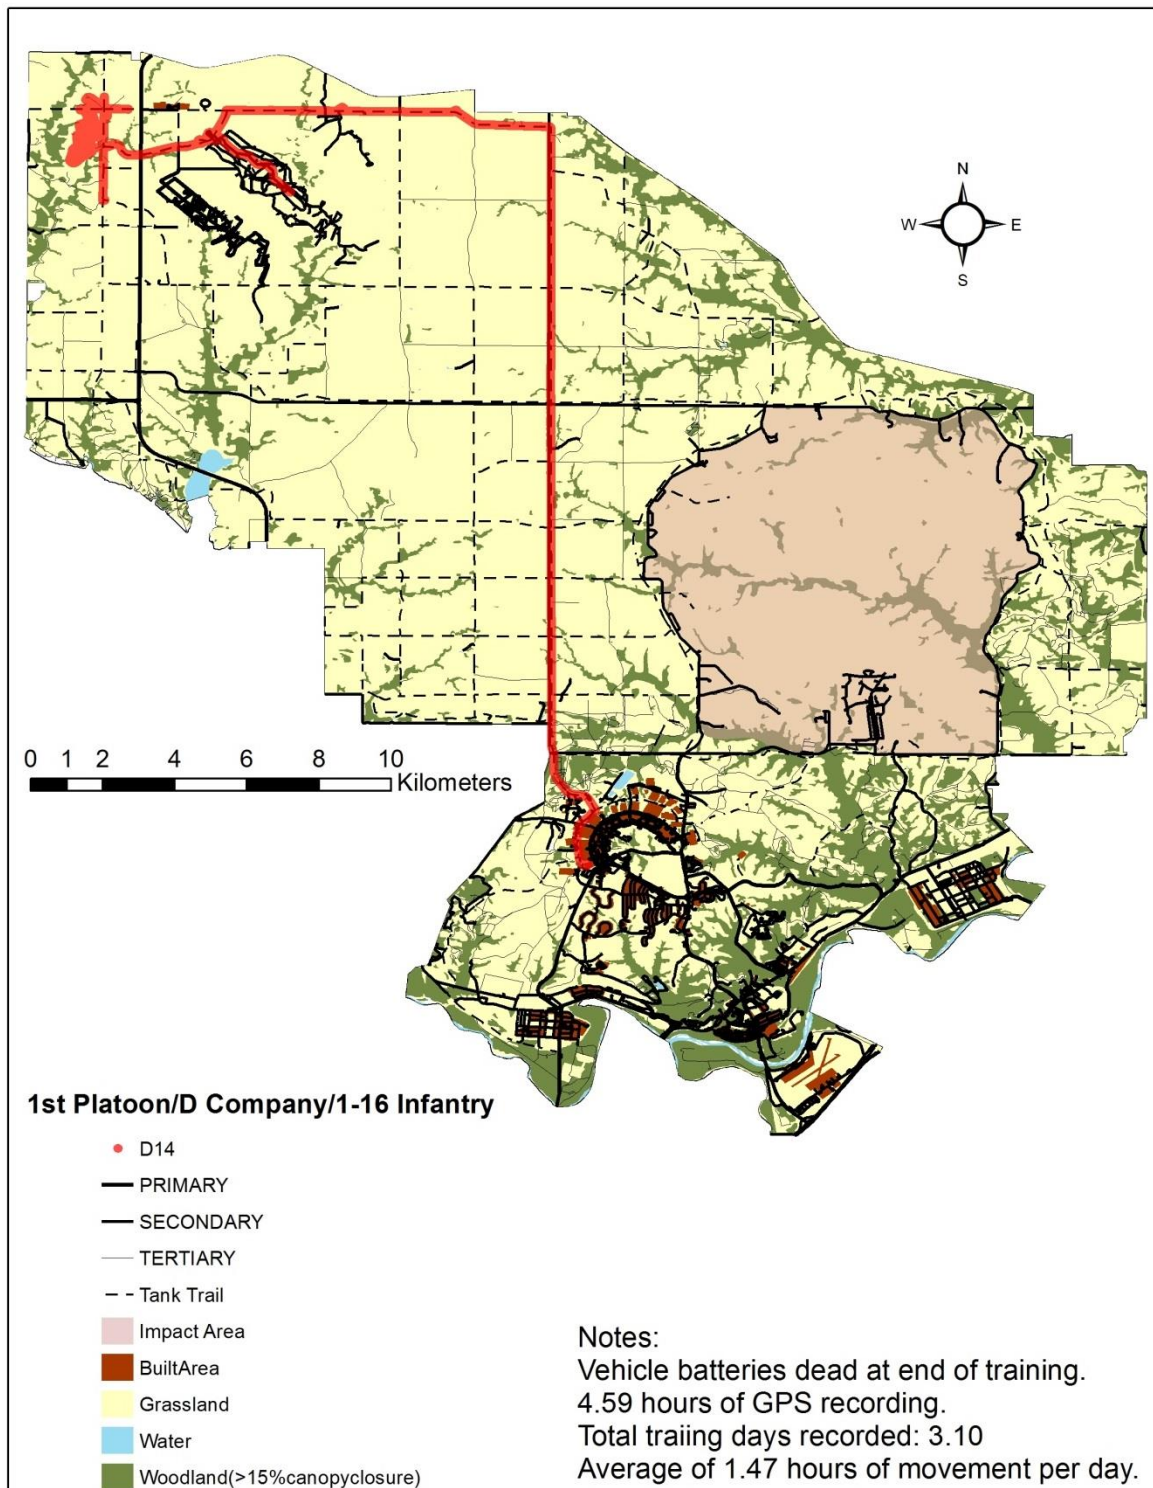 N
W E
S
0 1 2 4 6 8 10
Kilometers
1st Platoon/D Company/1-16 Infantry
D14
PRIMARY
SECONDARY
TERTIARY
Tank Trail
Impact Area
BuiltArea
Grassland
Water
Woodland(>15%canopyclosure)
Notes:
Vehicle batteries dead at end of training.
4.59 hours of GPS recording.
Total traiing days recorded: 3.10
Average of 1.47 hours of movement per day.